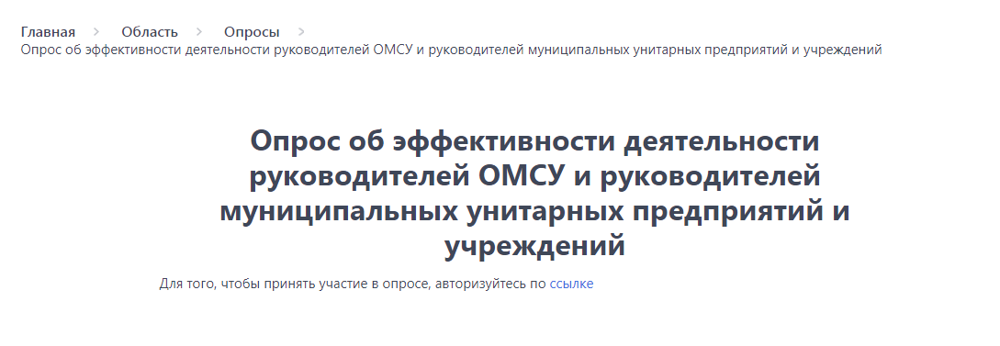 Главная > Область > Опросы >
Опрос об эффективности деятельности руководителей ОМСУ и руководителей муниципальных унитарных предприятий и учреждений
Опрос об эффективности деятельности
руководителей ОМСУ и руководителей
муниципальных унитарных предприятий и
учреждений
Для того, чтобы принять участие в опросе, авторизуйтесь по ссылке